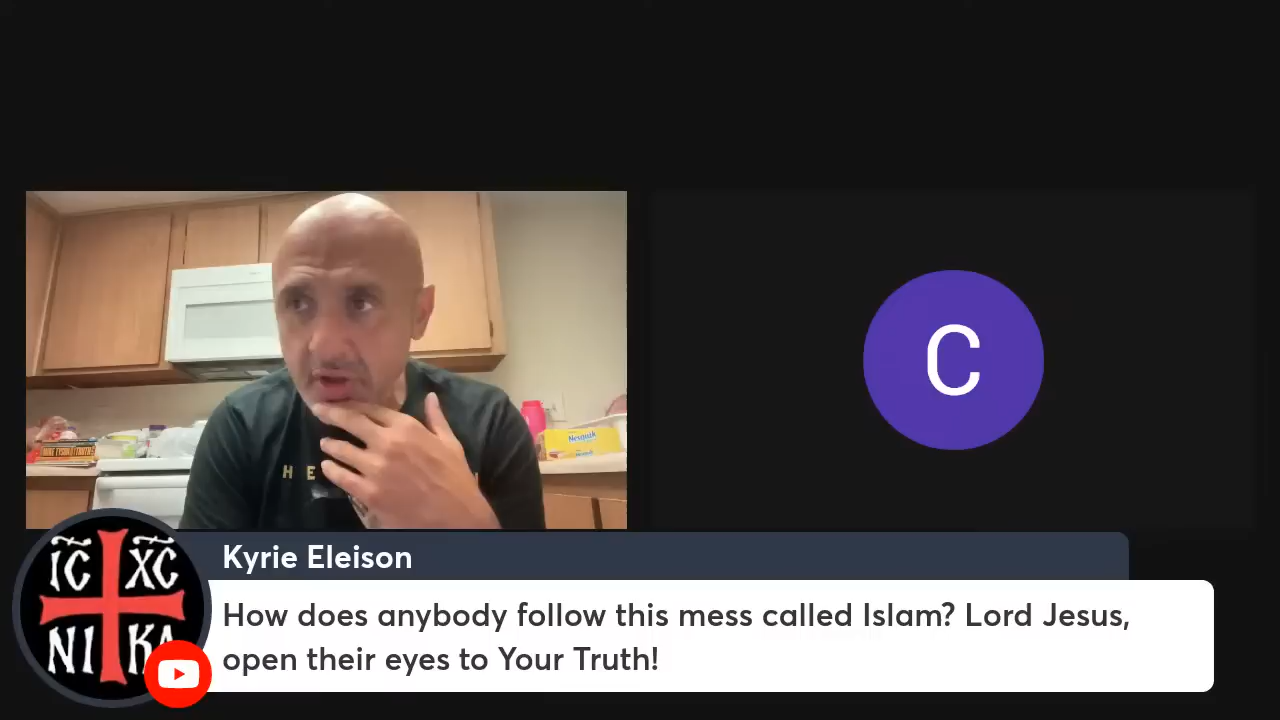 C
H E
Nesquik
Kyrie Eleison
How does anybody follow this mess called Islam? Lord Jesus,
open their eyes to Your Truth!
IC XC
NI KA